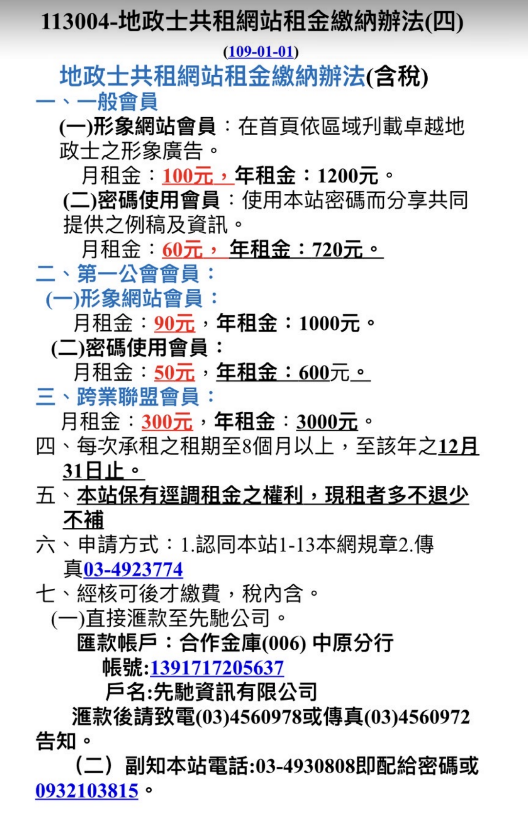 113004-地政士共租網站租金繳納辦法(四)
(109-01-01)
地政士共租網站租金繳納辦法(含稅)
一、一般會員
(一)形象網站會員：在首頁依區域刋載卓越地
政士之形象廣告。
月租金：100元，年租金：1200元。
(二)密碼使用會員：使用本站密碼而分享共同
提供之例稿及資訊。
月租金：60元， 年租金：720元。
二、第一公會會員：
(一)形象網站會員：
月租金：90元，年租金：1000元。
(二)密碼使用會員：
月租金：50元，年租金：600元。
三、跨業聯盟會員：
月租金：300元，年租金：3000元。
四、每次承租之租期至8個月以上，至該年之12月
31日止。
五、本站保有逕調租金之權利，現租者多不退少
不補
六、申請方式：1.認同本站1-13本網規章2.傳
真03-4923774
七、經核可後才繳費，稅內含。
(一)直接滙款至先馳公司。
匯款帳戶：合作金庫(006) 中原分行
帳號:1391717205637
戶名:先馳資訊有限公司
滙款後請致電(03)4560978或傳真(03)4560972
告知。
（二）副知本站電話:03-4930808即配給密碼或
0932103815。